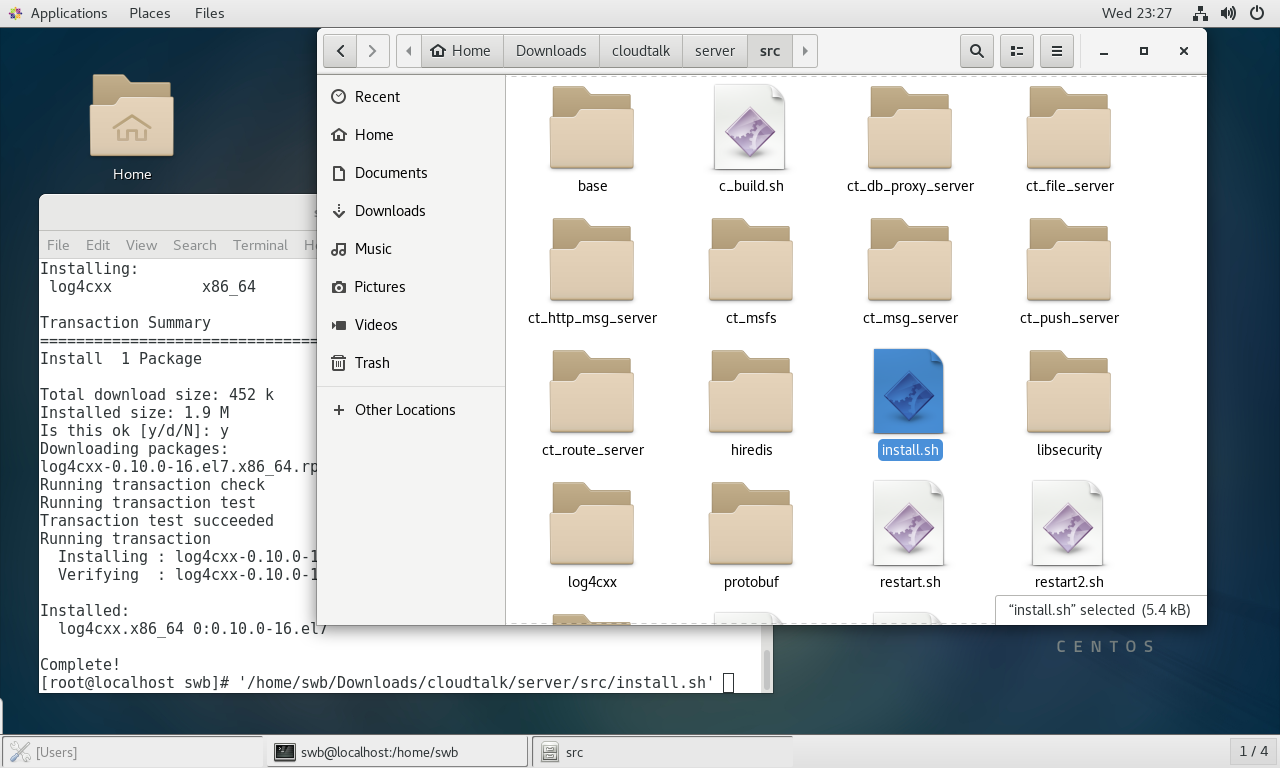 Applications Places Files Wed 23:27
Home Downloads cloudtalk server src
Recent
Home
Documents
Downloads
Music
Pictures
Videos
Trash
Other Locations
base c_build.sh ct_db_proxy_server ct_file_server
ct_http_msg_server ct_msfs ct_msg_server ct_push_server
ct_route_server hiredis install.sh libsecurity
log4cxx protobuf restart.sh restart2.sh
“install.sh” selected (5.4 kB)
Home
File Edit View Search Terminal
Installing:
log4cxx x86_64
Transaction Summary
================================
Install 1 Package
Total download size: 452 k
Installed size: 1.9 M
Is this ok [y/d/N]: y
Downloading packages:
log4cxx-0.10.0-16.el7.x86_64.rp
Running transaction check
Running transaction test
Transaction test succeeded
Running transaction
Installing : log4cxx-0.10.0-1
Verifying : log4cxx-0.10.0-1
Installed:
log4cxx.x86_64 0:0.10.0-16.el7
Complete!
[root@localhost swb]# '/home/swb/Downloads/cloudtalk/server/src/install.sh'
CENTOS
[Users] swb@localhost:/home/swb src 1 / 4